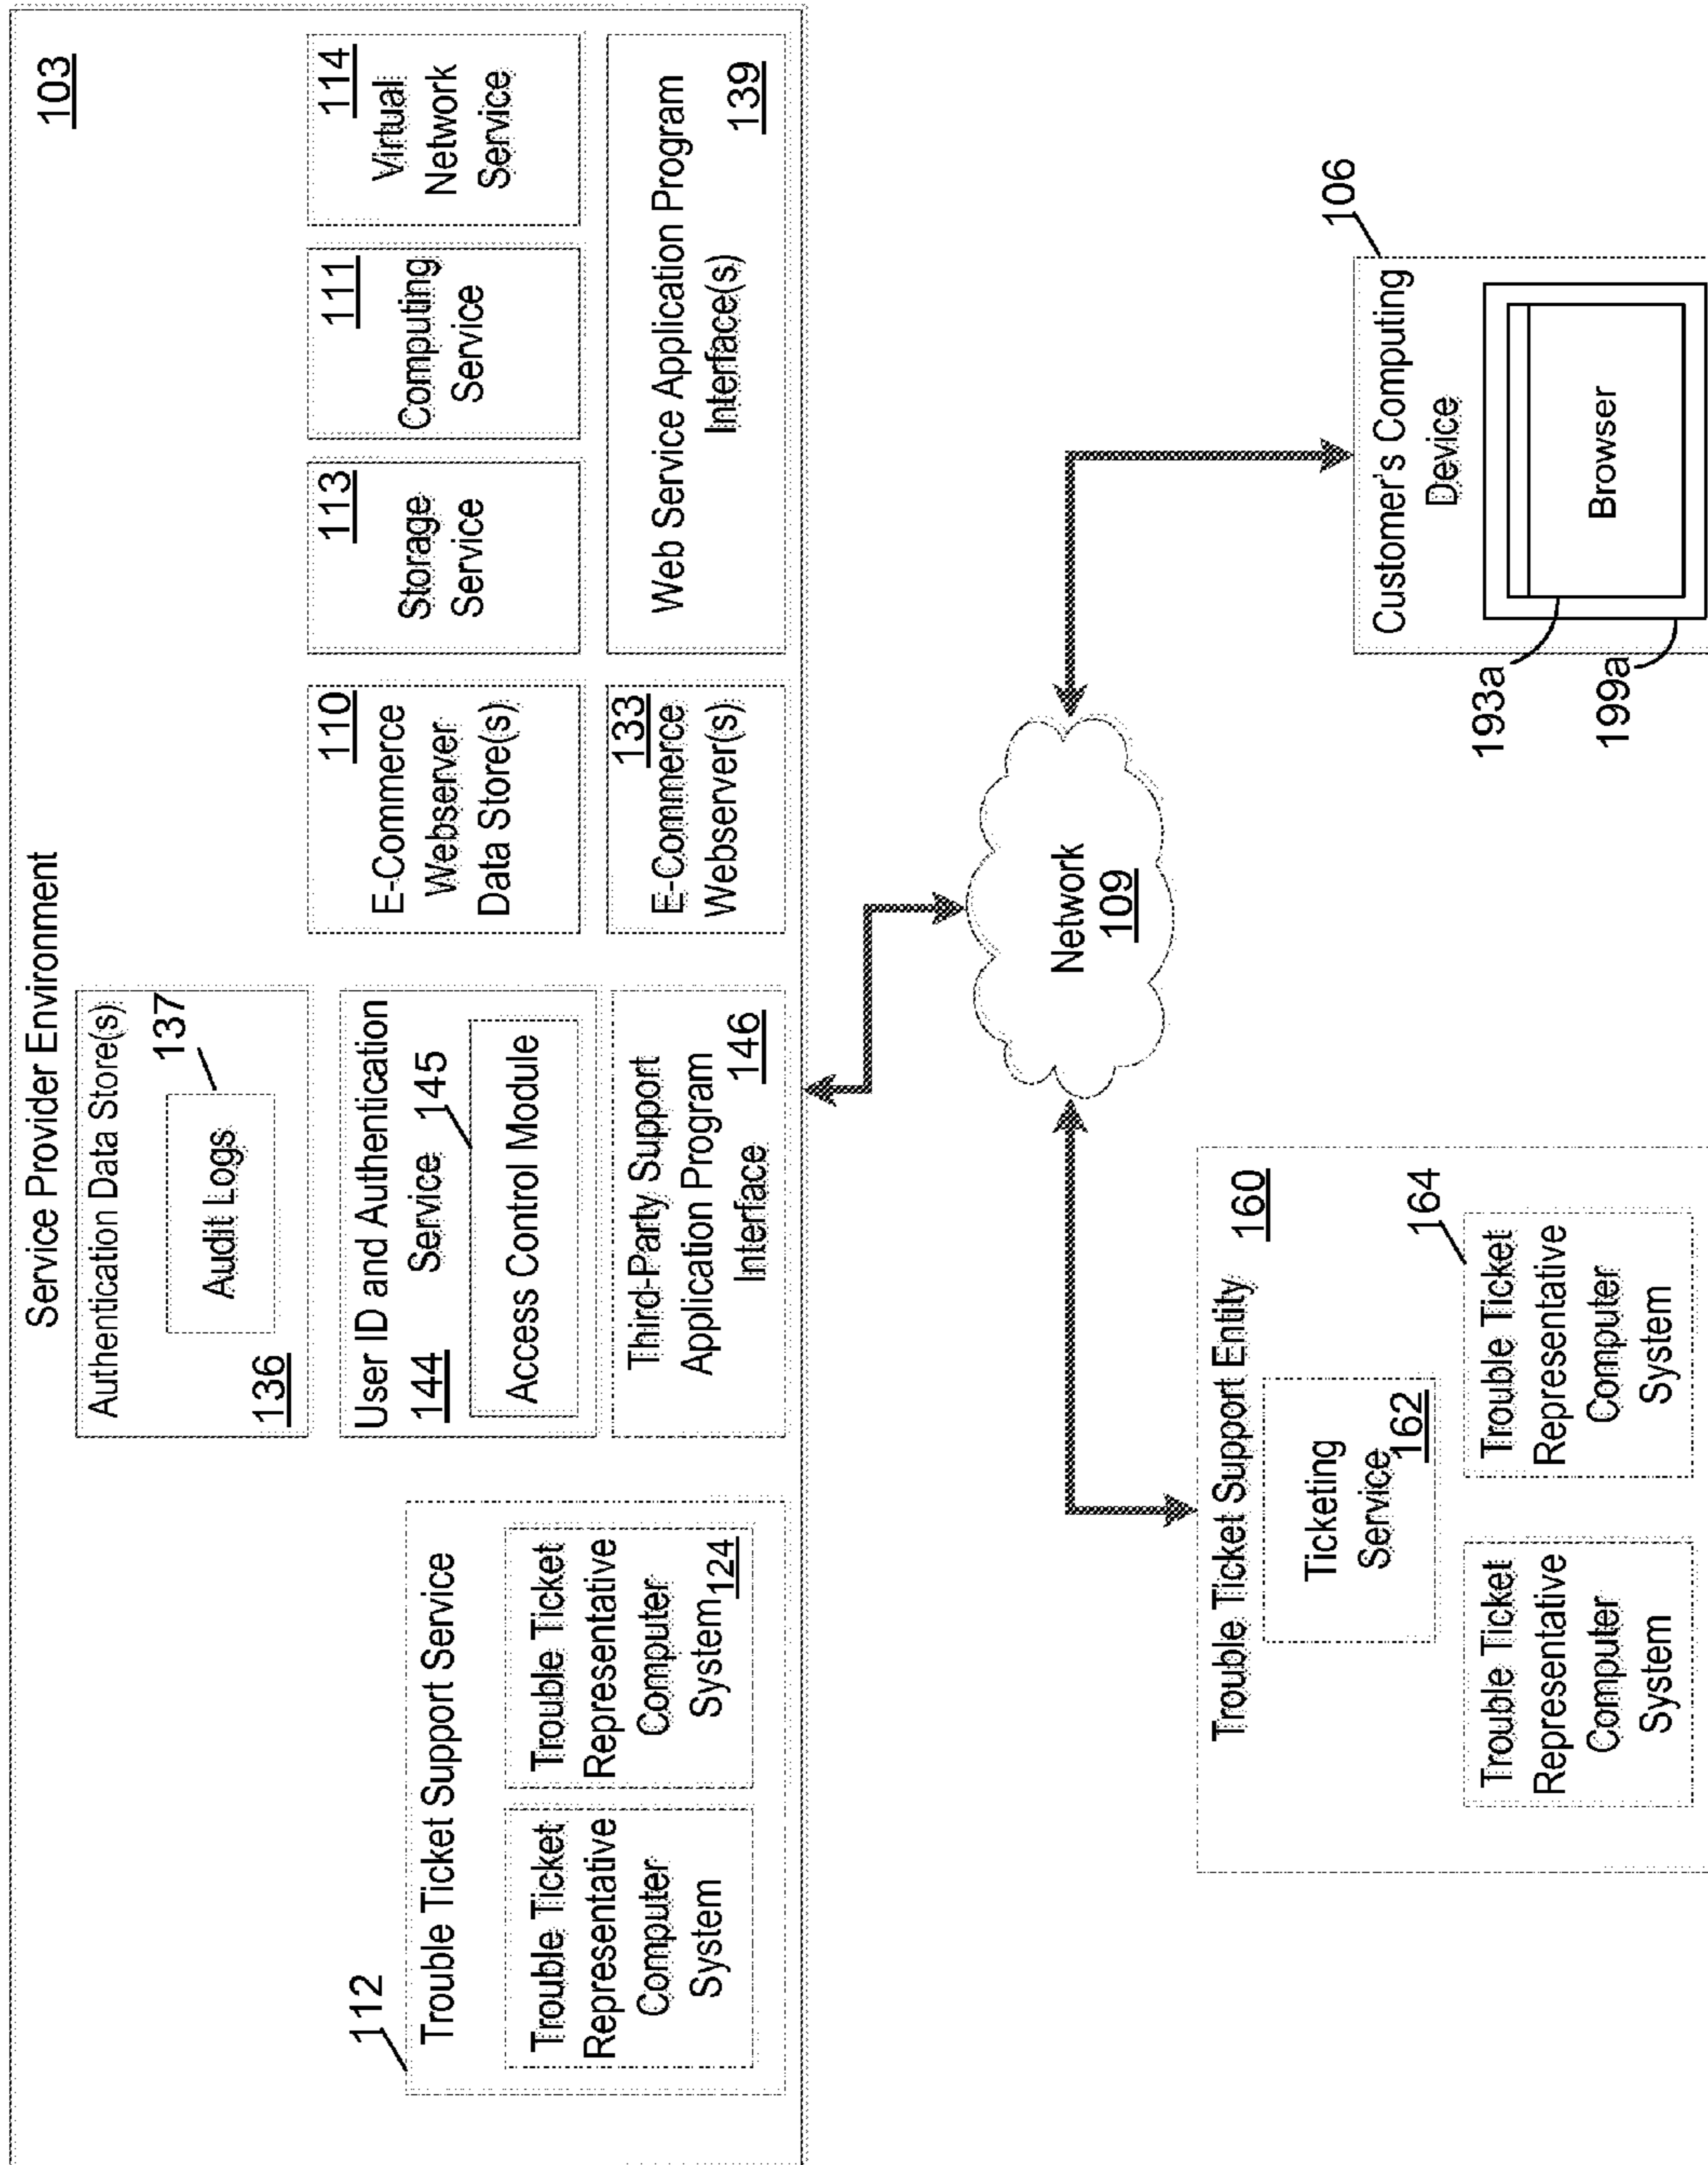 Service Provider Environment
103
112
Trouble Ticket Support Service
Trouble Ticket
Representative
Computer
System
Trouble Ticket
Representative
Computer
System 124
Authentication Data Store(s)
137
Audit Logs
136
User ID and Authentication
144 Service 145
Access Control Module
Third-Party Support
Application Program
Interface 146
110
E-Commerce
Webserver
Data Store(s)
133
E-Commerce
Webserver(s)
113
Storage
Service
111
Computing
Service
114
Virtual
Network
Service
Web Service Application Program
Interface(s) 139
Network
109
Trouble Ticket Support Entity
160
Ticketing
Service
162
164
Trouble Ticket
Representative
Computer
System
Trouble Ticket
Representative
Computer
System
106
Customer's Computing
Device
Browser
193a
199a